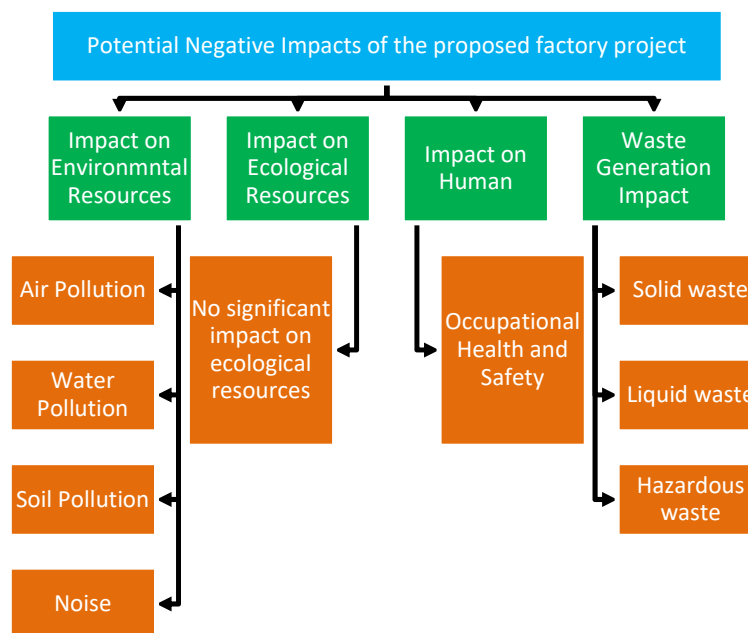 Potential Negative Impacts of the proposed factory project
Impact on
Environmntal
Resources
Impact on
Ecological
Resources
Impact on
Human
Waste
Generation
Impact
Air Pollution
Water
Pollution
Soil Pollution
Noise
No significant
impact on
ecological
resources
Occupational
Health and
Safety
Solid waste
Liquid waste
Hazardous
waste